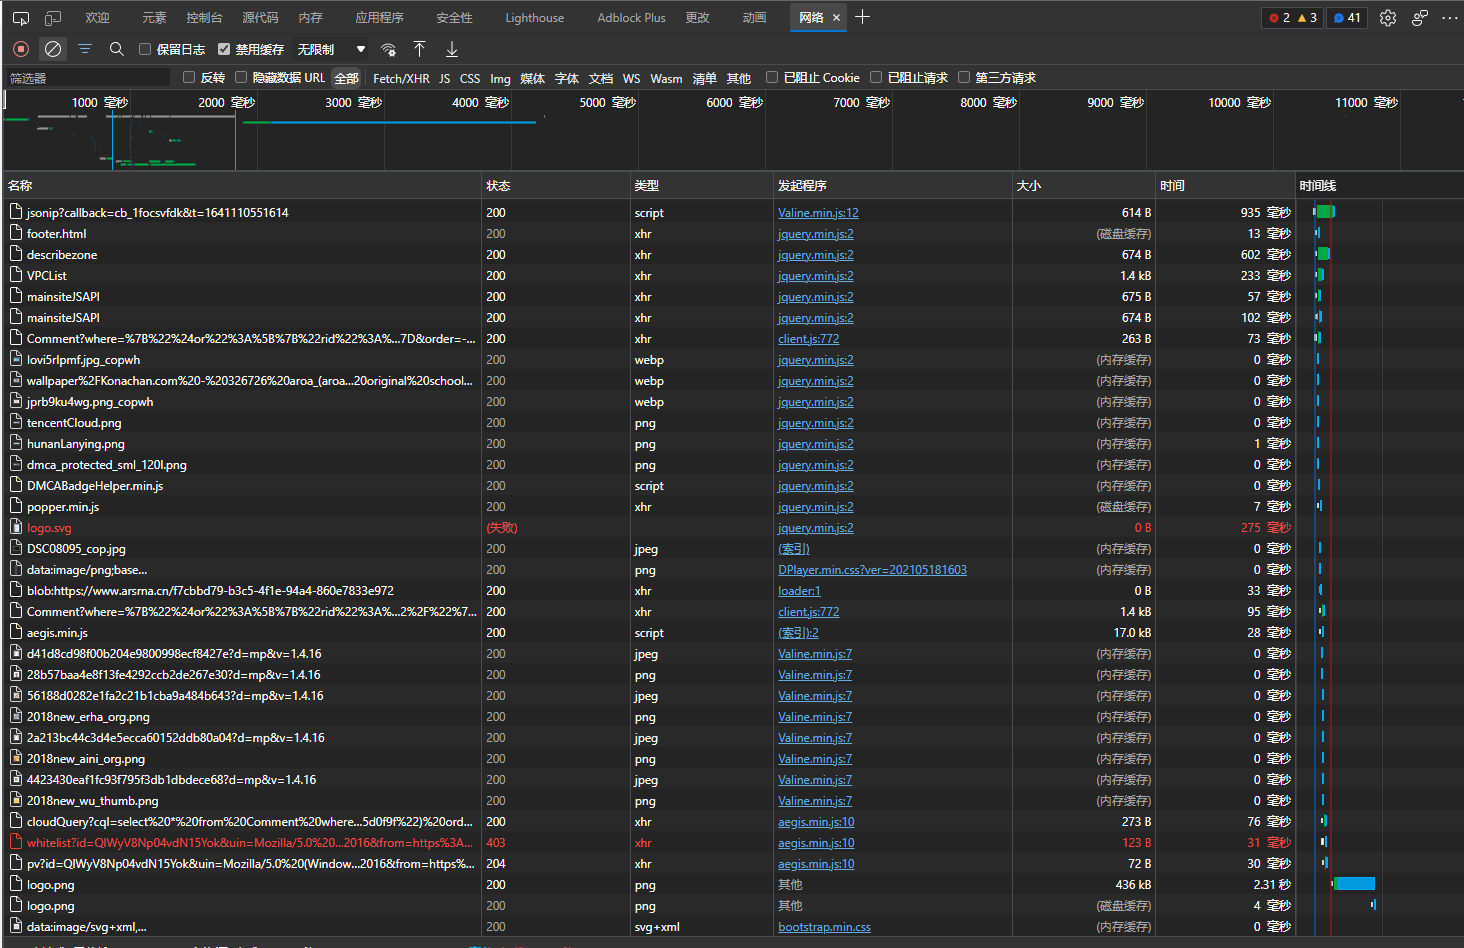 欢迎 元素 控制台 源代码 内存 应用程序 安全性 Lighthouse Adblock Plus 更改 动画 网络 2 3 41
保留日志 禁用缓存 无限制
筛选器 反转 隐藏数据 URL 全部 Fetch/XHR JS CSS Img 媒体 字体 文档 WS Wasm 清单 其他 已阻止 Cookie 已阻止请求 第三方请求
1000 毫秒 2000 毫秒 3000 毫秒 4000 毫秒 5000 毫秒 6000 毫秒 7000 毫秒 8000 毫秒 9000 毫秒 10000 毫秒 11000 毫秒
名称 状态 类型 发起程序 大小 时间 时间线
jsonip?callback=cb_1focsvfdk&t=1641110551614 200 script Valine.min.js:12 614 B 935 毫秒
footer.html 200 xhr jquery.min.js:2 (磁盘缓存) 13 毫秒
describezone 200 xhr jquery.min.js:2 674 B 602 毫秒
VPCList 200 xhr jquery.min.js:2 1.4 kB 233 毫秒
mainsiteJSAPI 200 xhr jquery.min.js:2 675 B 57 毫秒
mainsiteJSAPI 200 xhr jquery.min.js:2 674 B 102 毫秒
Comment?where=%7B%22%24or%22%3A%5B%7B%22rid%22%3A%...7D&order=-... 200 xhr client.js:772 263 B 73 毫秒
lovi5rlpmf.jpg_copwh 200 webp jquery.min.js:2 (内存缓存) 0 毫秒
wallpaper%2FKonachan.com%20-%20326726%20aroa_(aroa...20original%20school... 200 webp jquery.min.js:2 (内存缓存) 0 毫秒
jprb9ku4wg.png_copwh 200 webp jquery.min.js:2 (内存缓存) 0 毫秒
tencentCloud.png 200 png jquery.min.js:2 (内存缓存) 0 毫秒
hunanLanying.png 200 png jquery.min.js:2 (内存缓存) 1 毫秒
dmca_protected_sml_120l.png 200 png jquery.min.js:2 (内存缓存) 0 毫秒
DMCABadgeHelper.min.js 200 script jquery.min.js:2 (内存缓存) 0 毫秒
popper.min.js 200 xhr jquery.min.js:2 (磁盘缓存) 7 毫秒
logo.svg (失败) jquery.min.js:2 0 B 275 毫秒
DSC08095_cop.jpg 200 jpeg (索引) (内存缓存) 0 毫秒
data:image/png;base... 200 png DPlayer.min.css?ver=202105181603 (内存缓存) 0 毫秒
blob:https://www.arsrna.cn/f7cbbd79-b3c5-4f1e-94a4-860e7833e972 200 xhr loader:1 0 B 33 毫秒
Comment?where=%7B%22%24or%22%3A%5B%7B%22rid%22%3A%...2%2F%22%7... 200 xhr client.js:772 1.4 kB 95 毫秒
aegis.min.js 200 script (索引):2 17.0 kB 28 毫秒
d41d8cd98f00b204e9800998ecf8427e?d=mp&v=1.4.16 200 jpeg Valine.min.js:7 (内存缓存) 0 毫秒
28b57baa4e8f13fe4292ccb2de267e30?d=mp&v=1.4.16 200 png Valine.min.js:7 (内存缓存) 0 毫秒
56188d0282e1fa2c21b1cba9a484b643?d=mp&v=1.4.16 200 jpeg Valine.min.js:7 (内存缓存) 0 毫秒
2018new_erha_org.png 200 png Valine.min.js:7 (内存缓存) 0 毫秒
2a213bc44c3d4e5ecca60152ddb80a04?d=mp&v=1.4.16 200 jpeg Valine.min.js:7 (内存缓存) 0 毫秒
2018new_aini_org.png 200 png Valine.min.js:7 (内存缓存) 0 毫秒
4423430eaf1fc93f795f3db1dbdece68?d=mp&v=1.4.16 200 jpeg Valine.min.js:7 (内存缓存) 0 毫秒
2018new_wu_thumb.png 200 png Valine.min.js:7 (内存缓存) 0 毫秒
cloudQuery?cql=select%20*%20from%20Comment%20where...5d0f9f%22)%20ord... 200 xhr aegis.min.js:10 273 B 76 毫秒
whitelist?id=QlWyV8Np04vdN15Yok&uin=Mozilla/5.0%20...2016&from=https%3A... 403 xhr aegis.min.js:10 123 B 31 毫秒
pv?id=QlWyV8Np04vdN15Yok&uin=Mozilla/5.0%20(Window...2016&from=https%... 204 xhr aegis.min.js:10 72 B 30 毫秒
logo.png 200 png 其他 436 kB 2.31 秒
logo.png 200 png 其他 (磁盘缓存) 4 毫秒
data:image/svg+xml,... 200 svg+xml bootstrap.min.css (内存缓存) 0 毫秒